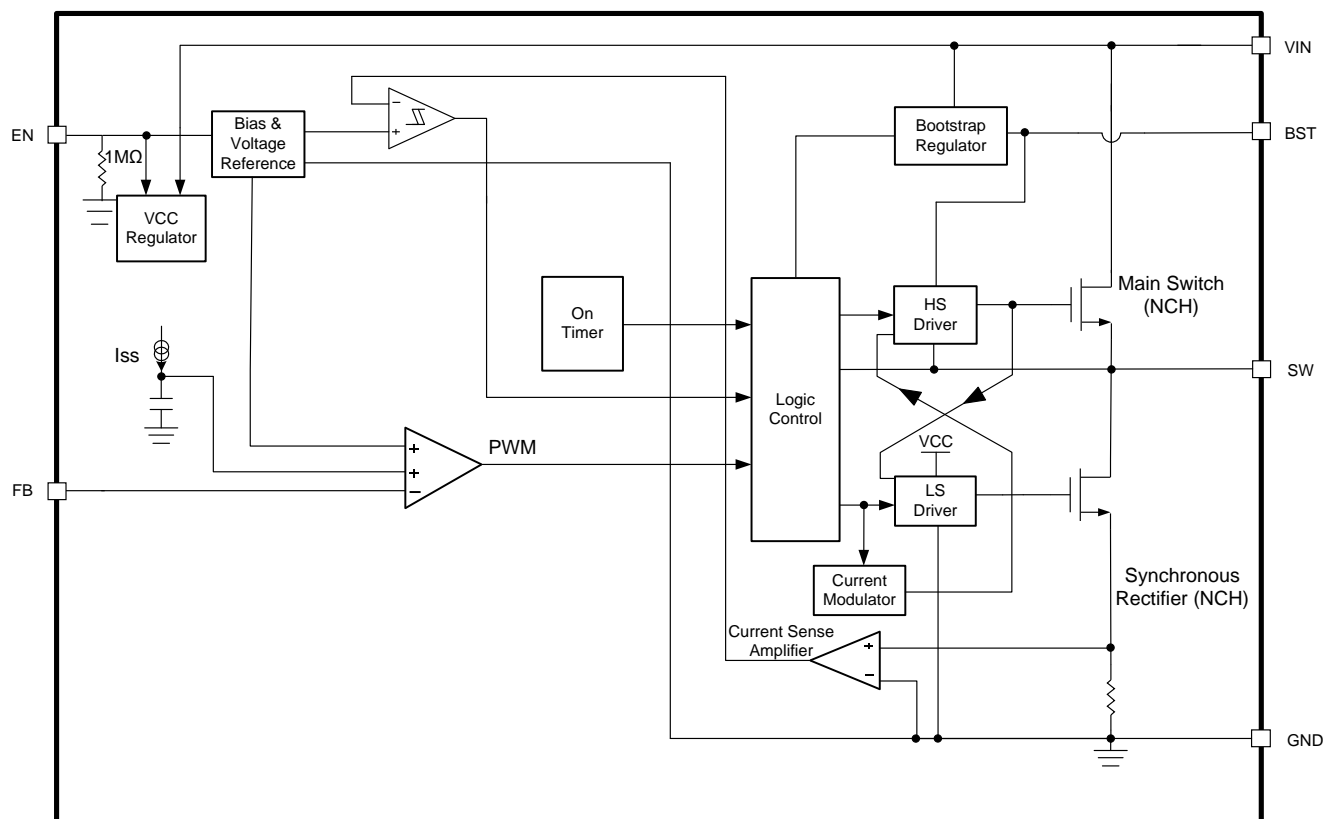 VIN
EN
Bias &
Voltage
Reference
−
+
Bootstrap
Regulator
BST
1MΩ
VCC
Regulator
On
Timer
HS
Driver
Main Switch
(NCH)
Iss
SW
Logic
Control
PWM
+
+
−
VCC
FB
LS
Driver
Current
Modulator
Synchronous
Rectifier (NCH)
Current Sense
Amplifier
+
−
GND